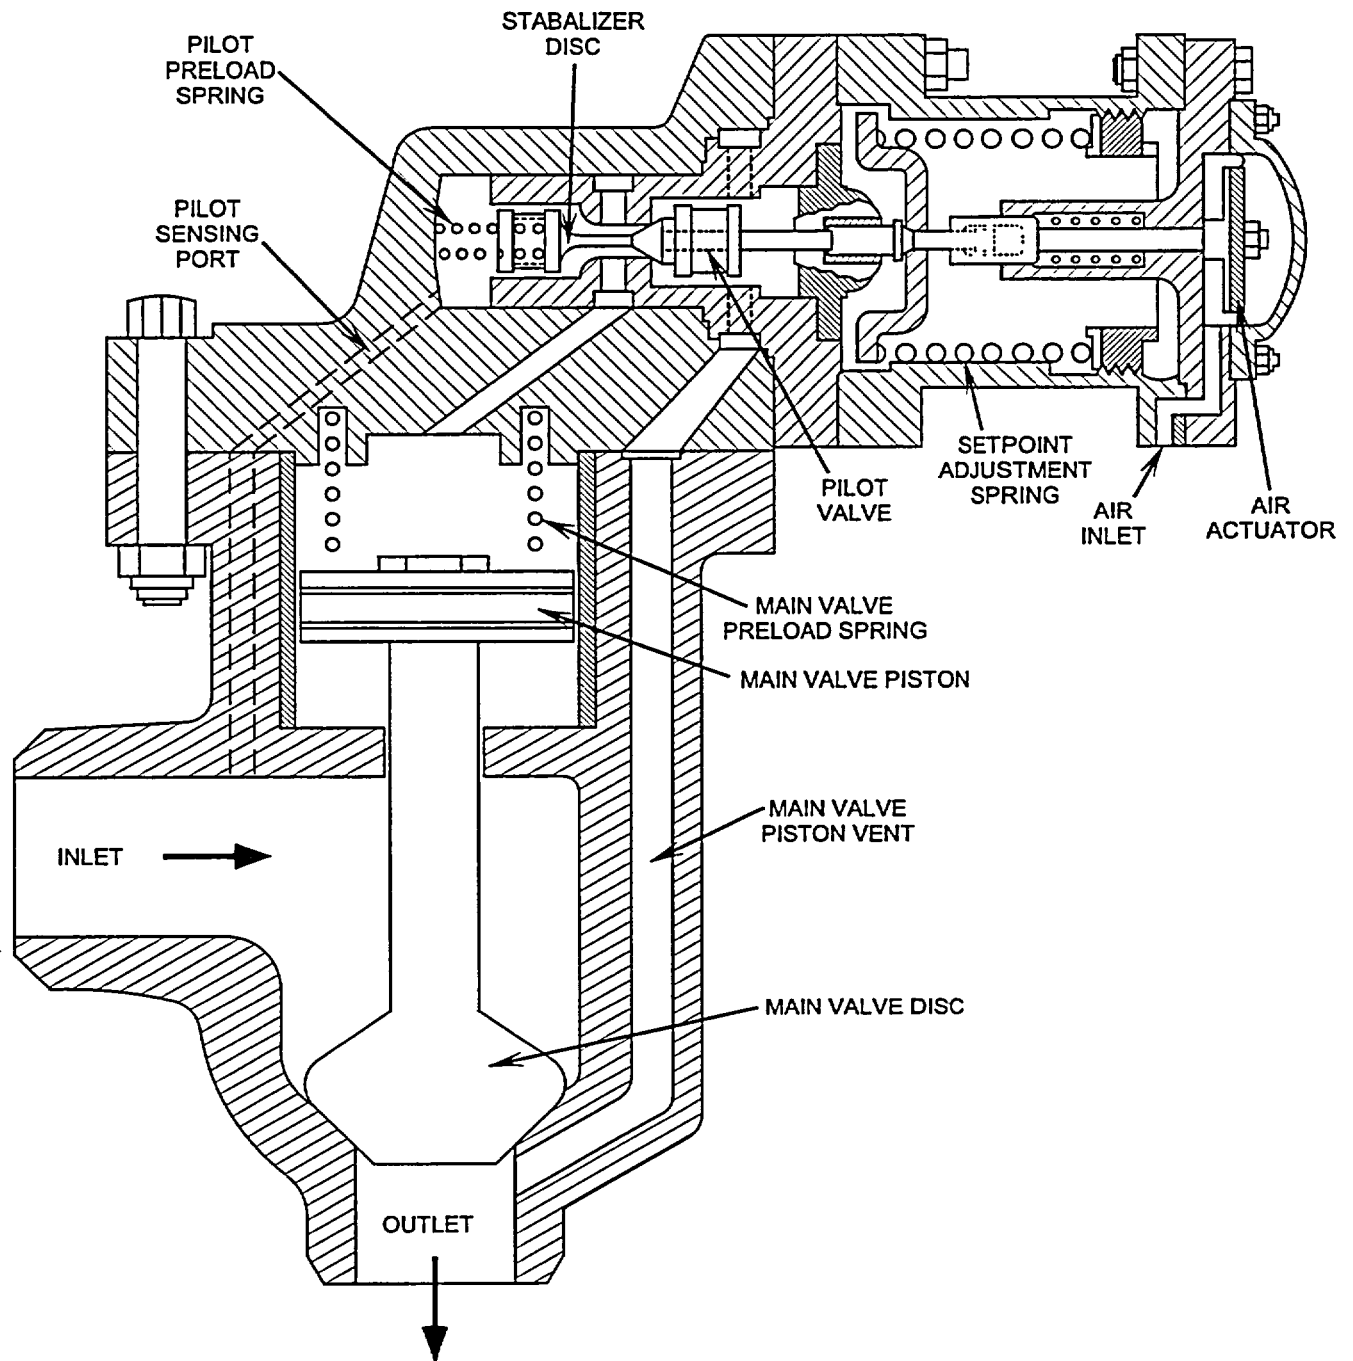 STABALIZER
DISC
PILOT
PRELOAD
SPRING
PILOT
SENSING
PORT
SETPOINT
ADJUSTMENT
SPRING
PILOT
VALVE
AIR
INLET
AIR
ACTUATOR
MAIN VALVE
PRELOAD SPRING
MAIN VALVE PISTON
MAIN VALVE
PISTON VENT
INLET
MAIN VALVE DISC
OUTLET